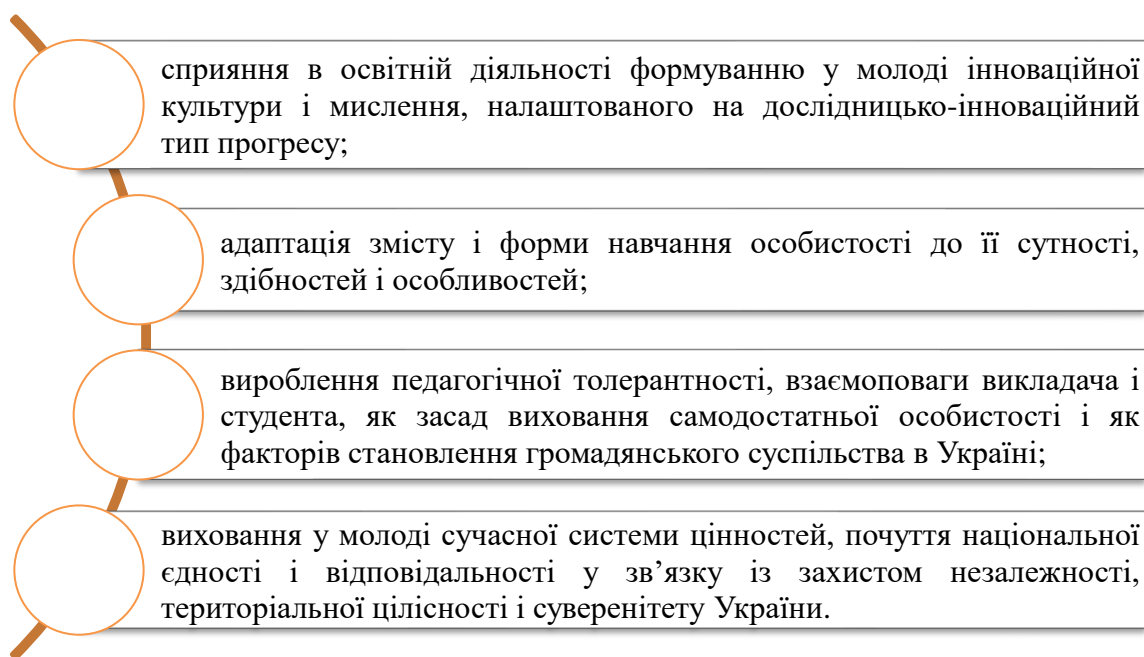 сприяння в освітній діяльності формуванню у молоді інноваційної
культури і мислення, налаштованого на дослідницько-інноваційний
тип прогресу;
адаптація змісту і форми навчання особистості до її сутності,
здібностей і особливостей;
вироблення педагогічної толерантності, взаємоповаги викладача і
студента, як засад виховання самодостатньої особистості і як
факторів становлення громадянського суспільства в Україні;
виховання у молоді сучасної системи цінностей, почуття національної
єдності і відповідальності у зв’язку із захистом незалежності,
територіальної цілісності і суверенітету України.